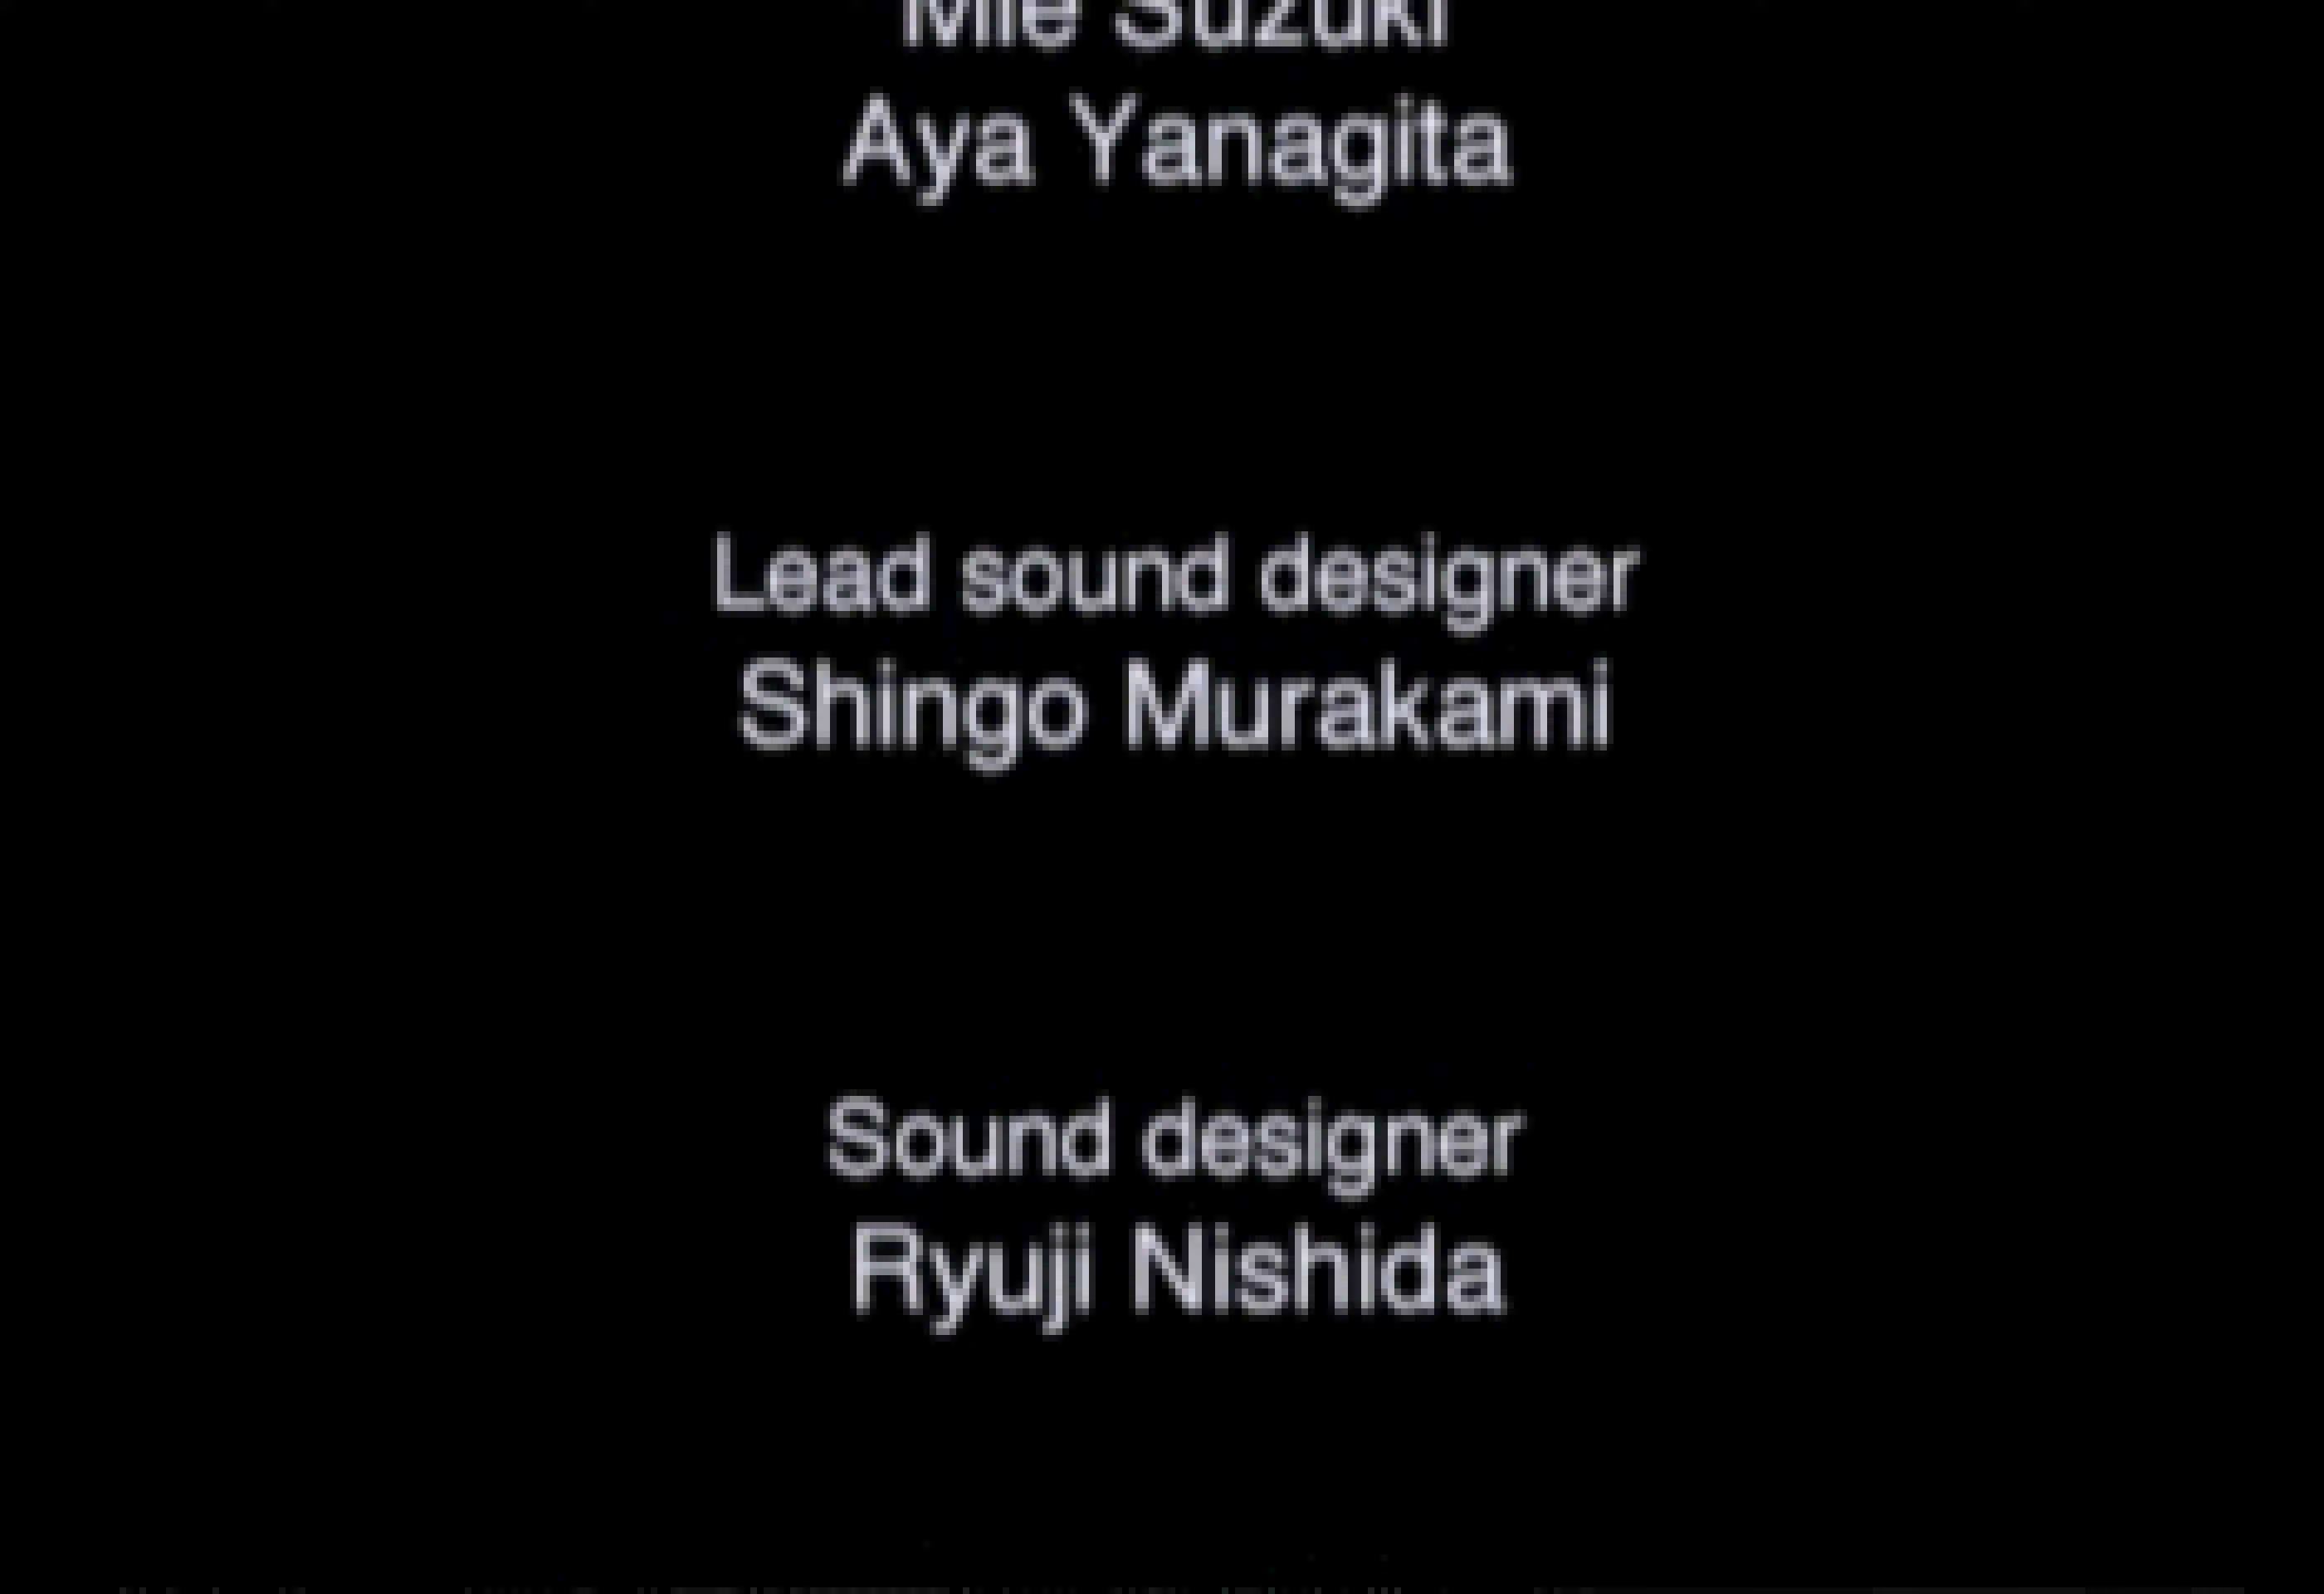 Mie Suzuki
Aya Yanagita
Lead sound designer
Shingo Murakami
Sound designer
Ryuji Nishida